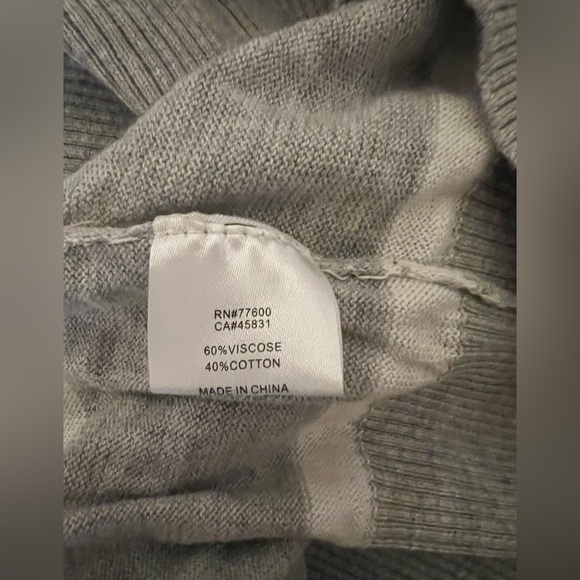 RN#77600
CA#45831
60%VISCOSE
40%COTTON
MADE IN CHINA